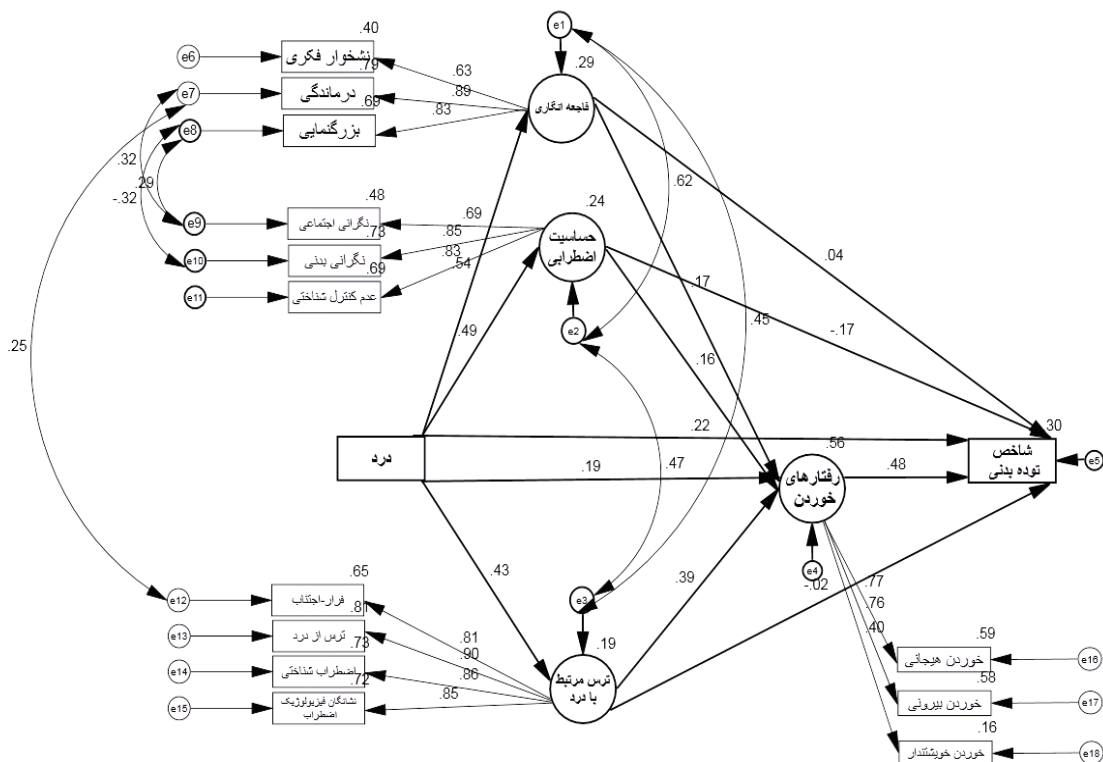 e1
.40
e6
نشخوار فکری
.29
.79
.63
e7
درماندگی
.89
فاجعه انگاری
.69
.83
e8
بزرگنمایی
.32
.29
-.32
.62
.48
.24
.69
e9
نگرانی اجتماعی
حساسیت
اضطرابی
.73
.85
.04
.83
e10
نگرانی بدنی
.69
.54
.17
e11
عدم کنترل شناختی
.45
e2
.49
-.17
.25
.16
.30
.22
.56
درد
شاخص
توده بدنی
e5
.19
.47
.48
رفتارهای
خوردن
.43
.39
e4
-.02
.65
.77
e12
فرار-اجتناب
e3
.76
.81
.81
.40
e13
ترس از درد
.90
.19
.59
.73
e14
اضطراب شناختی
.86
ترس مرتبط
با درد
خوردن هیجانی
e16
.72
.85
.58
e15
نشانگان فیزیولوژیک
اضطراب
خوردن بیرونی
e17
.16
خوردن خویشتندار
e18